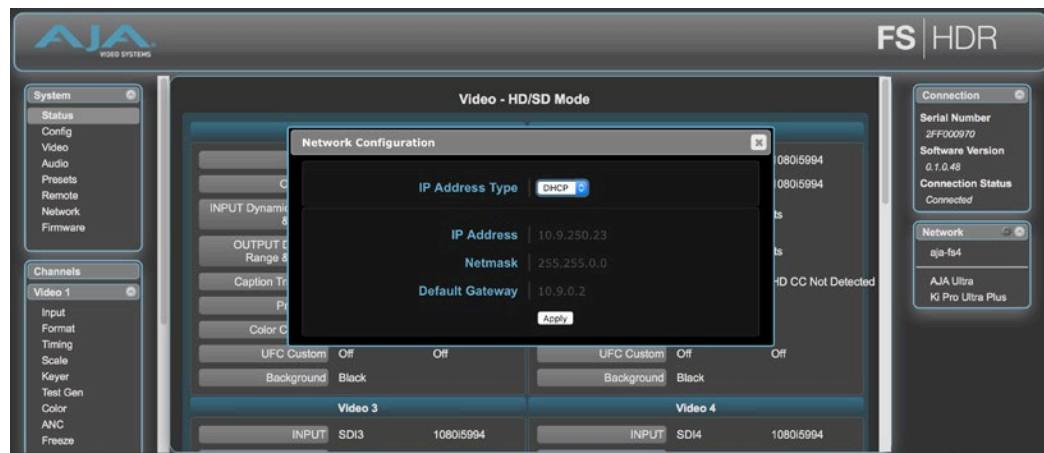 AJA
VIDEO SYSTEMS
FS HDR
System
Status
Config
Video
Audio
Presets
Remote
Network
Firmware
Channels
Video 1
Input
Format
Timing
Scale
Keyer
Test Gen
Color
ANC
Freeze
Video - HD/SD Mode
Network Configuration
IP Address Type DHCP
IP Address 10.9.250.23
Netmask 255.255.0.0
Default Gateway 10.9.0.2
Apply
1080i5994
1080i5994
INPUT Dynamic
&
OUTPUT
Range &
Caption
HD CC Not Detected
Color
UFC Custom Off Off UFC Custom Off Off
Background Black Background Black
Video 3 Video 4
INPUT SDI3 1080i5994 INPUT SDI4 1080i5994
Connection
Serial Number
2FF000970
Software Version
0.1.0.48
Connection Status
Connected
Network
aja-fs4
AJA Ultra
Ki Pro Ultra Plus